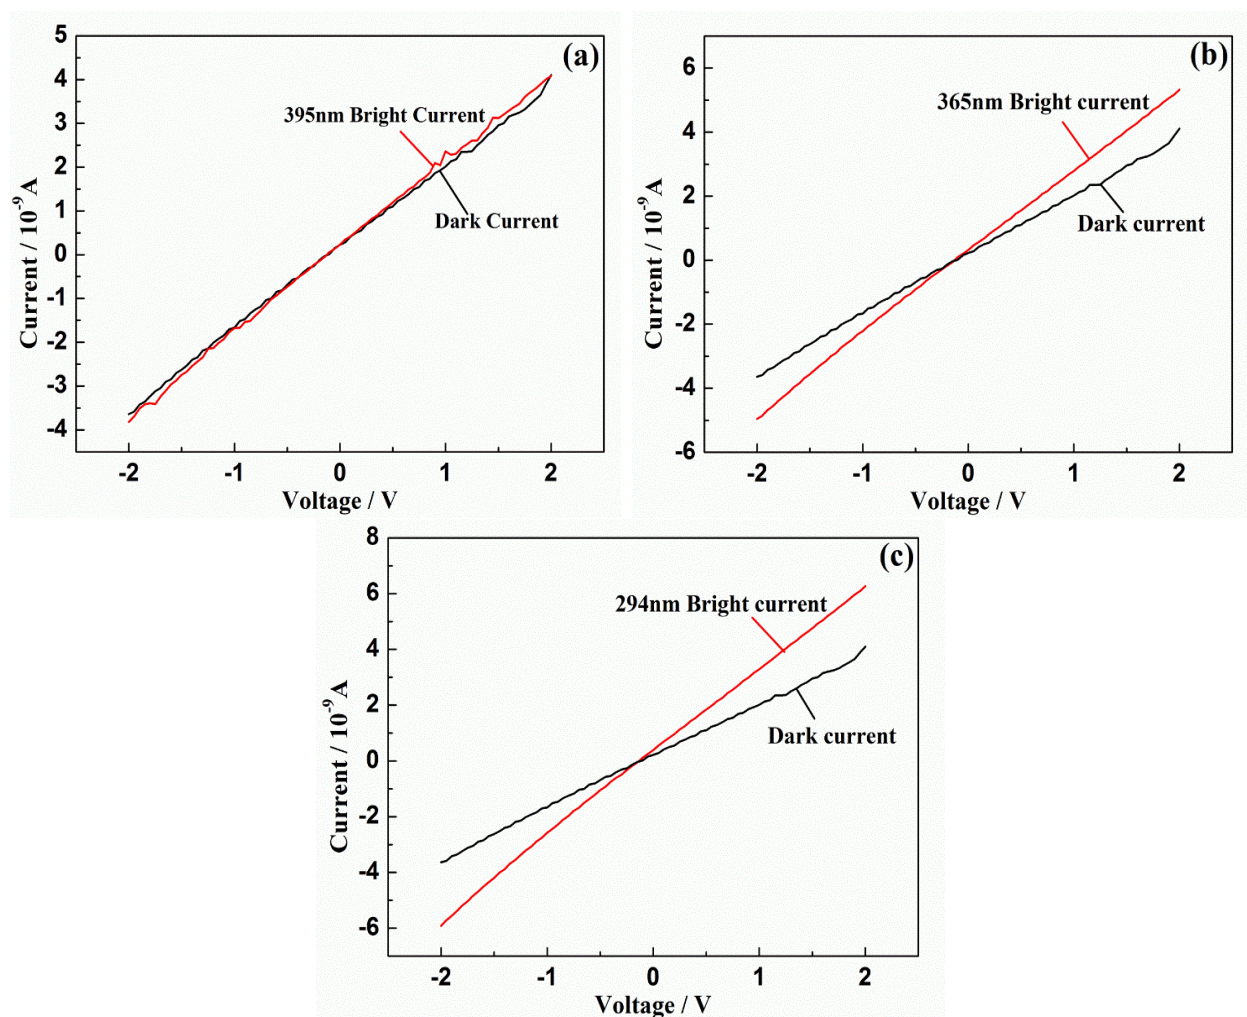 (a)
5
4
3
2
1
0
-1
-2
-3
-4
Current / 10⁻⁹ A
395nm Bright Current
Dark Current
-2 -1 0 1 2
Voltage / V
(b)
6
4
2
0
-2
-4
-6
Current / 10⁻⁹ A
365nm Bright current
Dark current
-2 -1 0 1 2
Voltage / V
(c)
8
6
4
2
0
-2
-4
-6
Current / 10⁻⁹ A
294nm Bright current
Dark current
-2 -1 0 1 2
Voltage / V